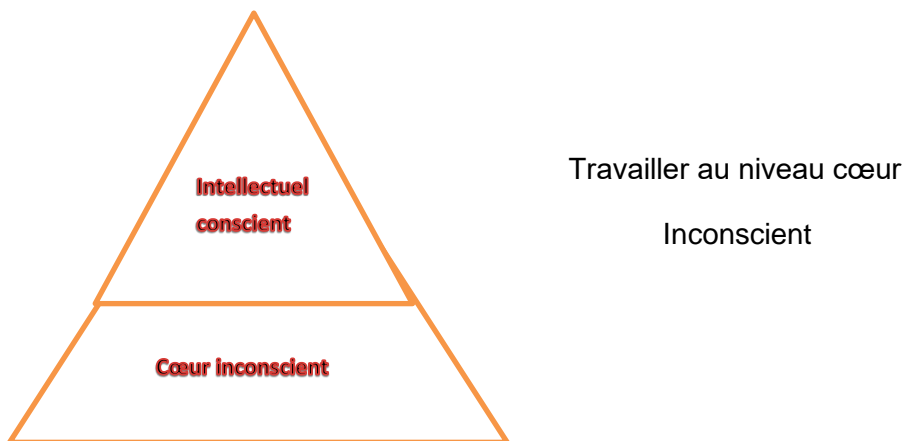 Intellectuel
conscient
Travailler au niveau cœur
Inconscient
Cœur inconscient